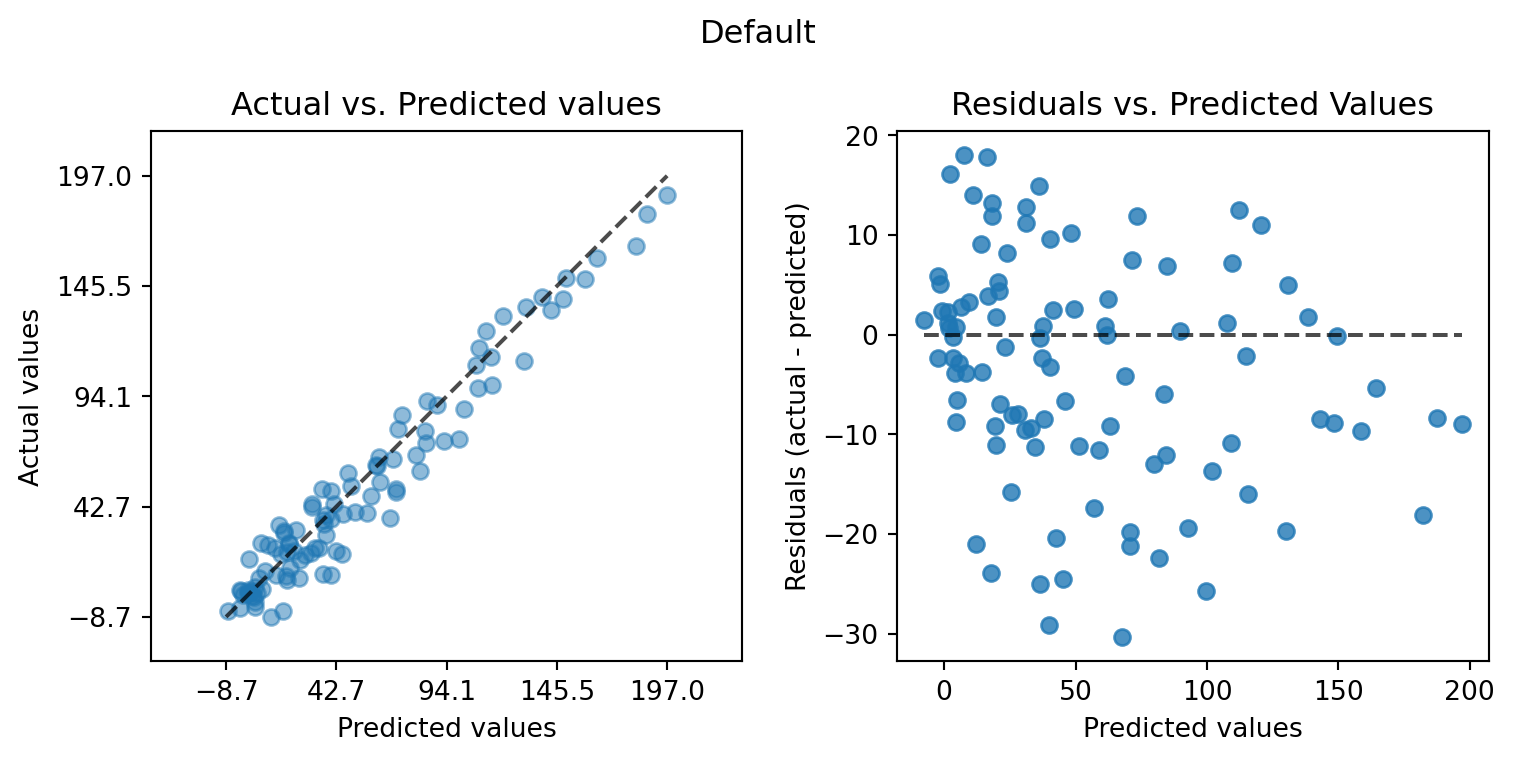 Default
Actual vs. Predicted values
Actual values
197.0
145.5
94.1
42.7
−8.7
−8.7 42.7 94.1 145.5 197.0
Predicted values
Residuals vs. Predicted Values
Residuals (actual - predicted)
20
10
0
−10
−20
−30
0 50 100 150 200
Predicted values